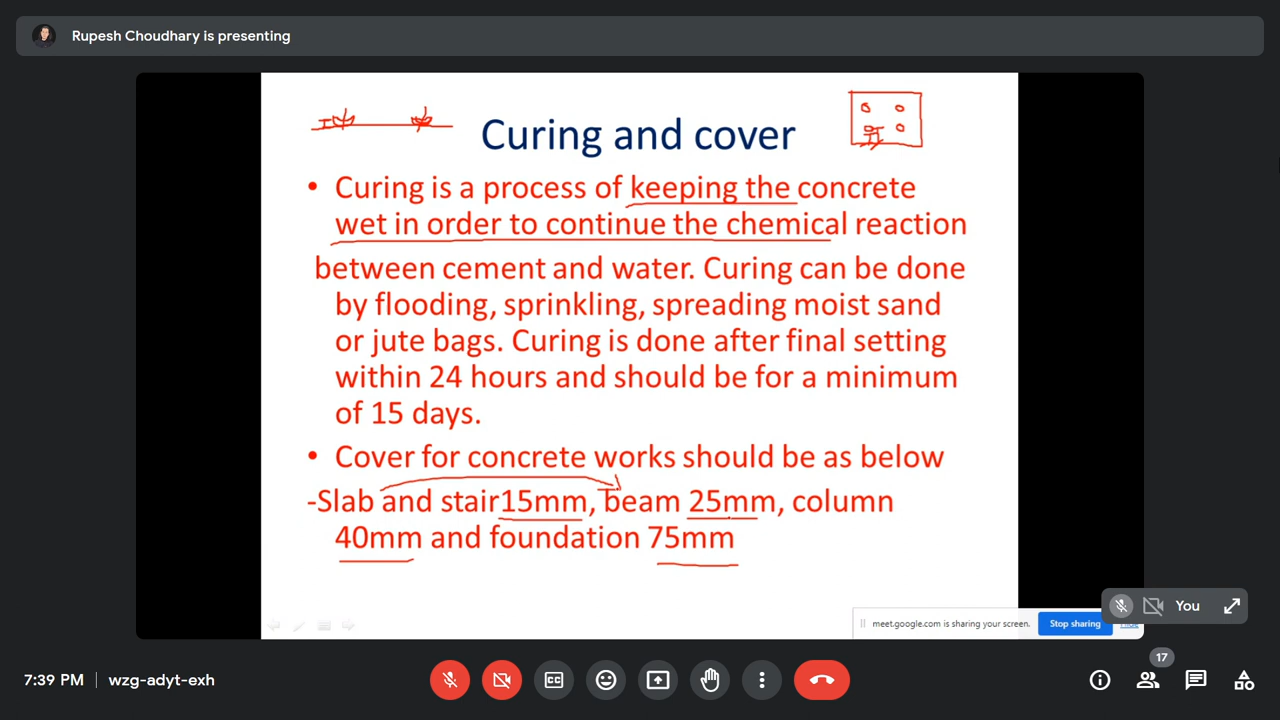 Rupesh Choudhary is presenting
Curing and cover
• Curing is a process of keeping the concrete
wet in order to continue the chemical reaction
between cement and water. Curing can be done
by flooding, sprinkling, spreading moist sand
or jute bags. Curing is done after final setting
within 24 hours and should be for a minimum
of 15 days.
• Cover for concrete works should be as below
-Slab and stair15mm, beam 25mm, column
40mm and foundation 75mm
You
meet.google.com is sharing your screen.
Stop sharing
Hide
17
7:39 PM
wzg-adyt-exh